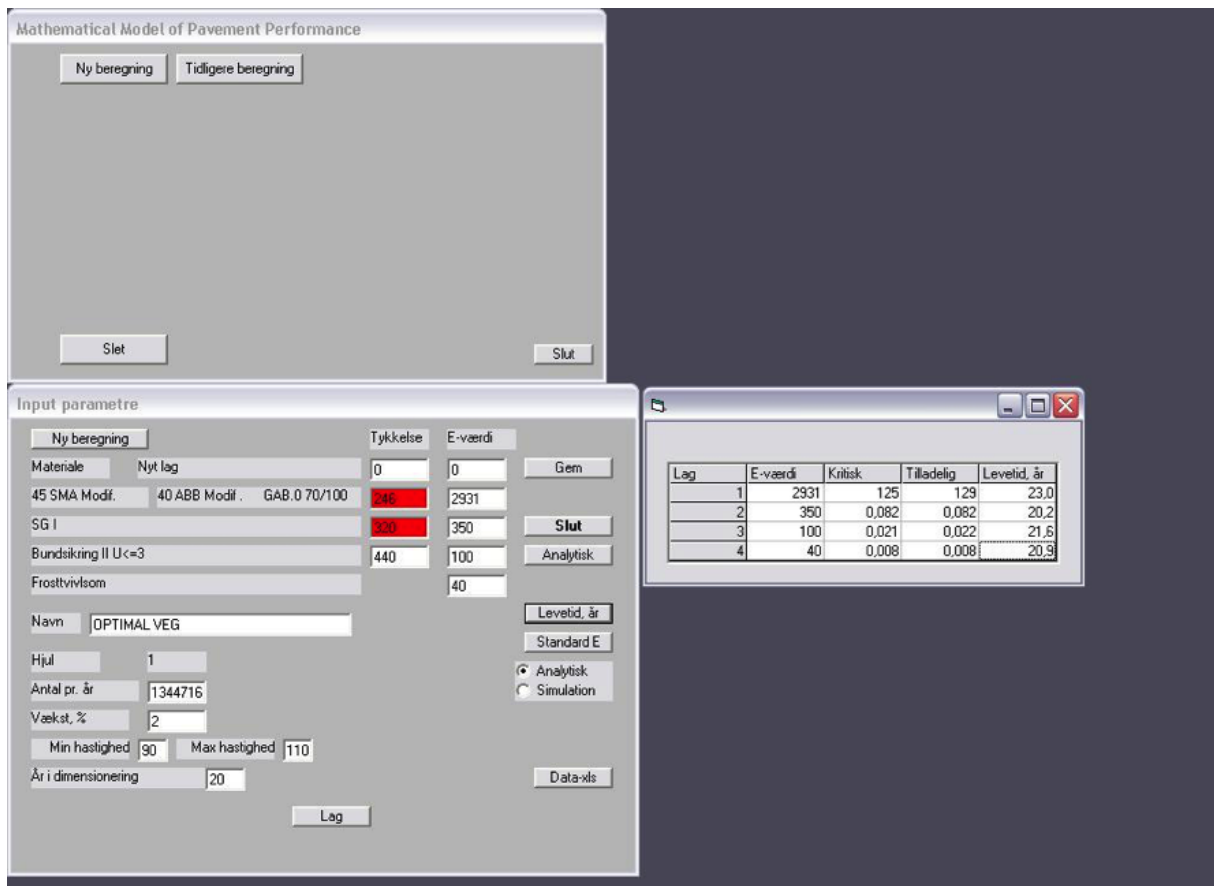 Mathematical Model of Pavement Performance
Ny beregning Tidligere beregning
Slet Slut
Input parametre
Ny beregning Tykkelse E-værdi
Materiale Nyt lag 0 0 Gem
45 SMA Modif. 40 ABB Modif . GAB.0 70/100 246 2931
SG I 320 350 Slut
Bundsikring II U<=3 440 100 Analytisk
Frosttvivlsom 40
Navn OPTIMAL VEG Levetid, år
Standard E
Hjul 1 Analytisk
Antal pr. år 1344716 Simulation
Vækst, % 2
Min hastighed 90 Max hastighed 110
År i dimensionering 20 Data-xls
Lag
Lag E-værdi Kritisk Tilladelig Levetid, år
1 2931 125 129 23,0
2 350 0,082 0,082 20,2
3 100 0,021 0,022 21,6
4 40 0,008 0,008 20,9